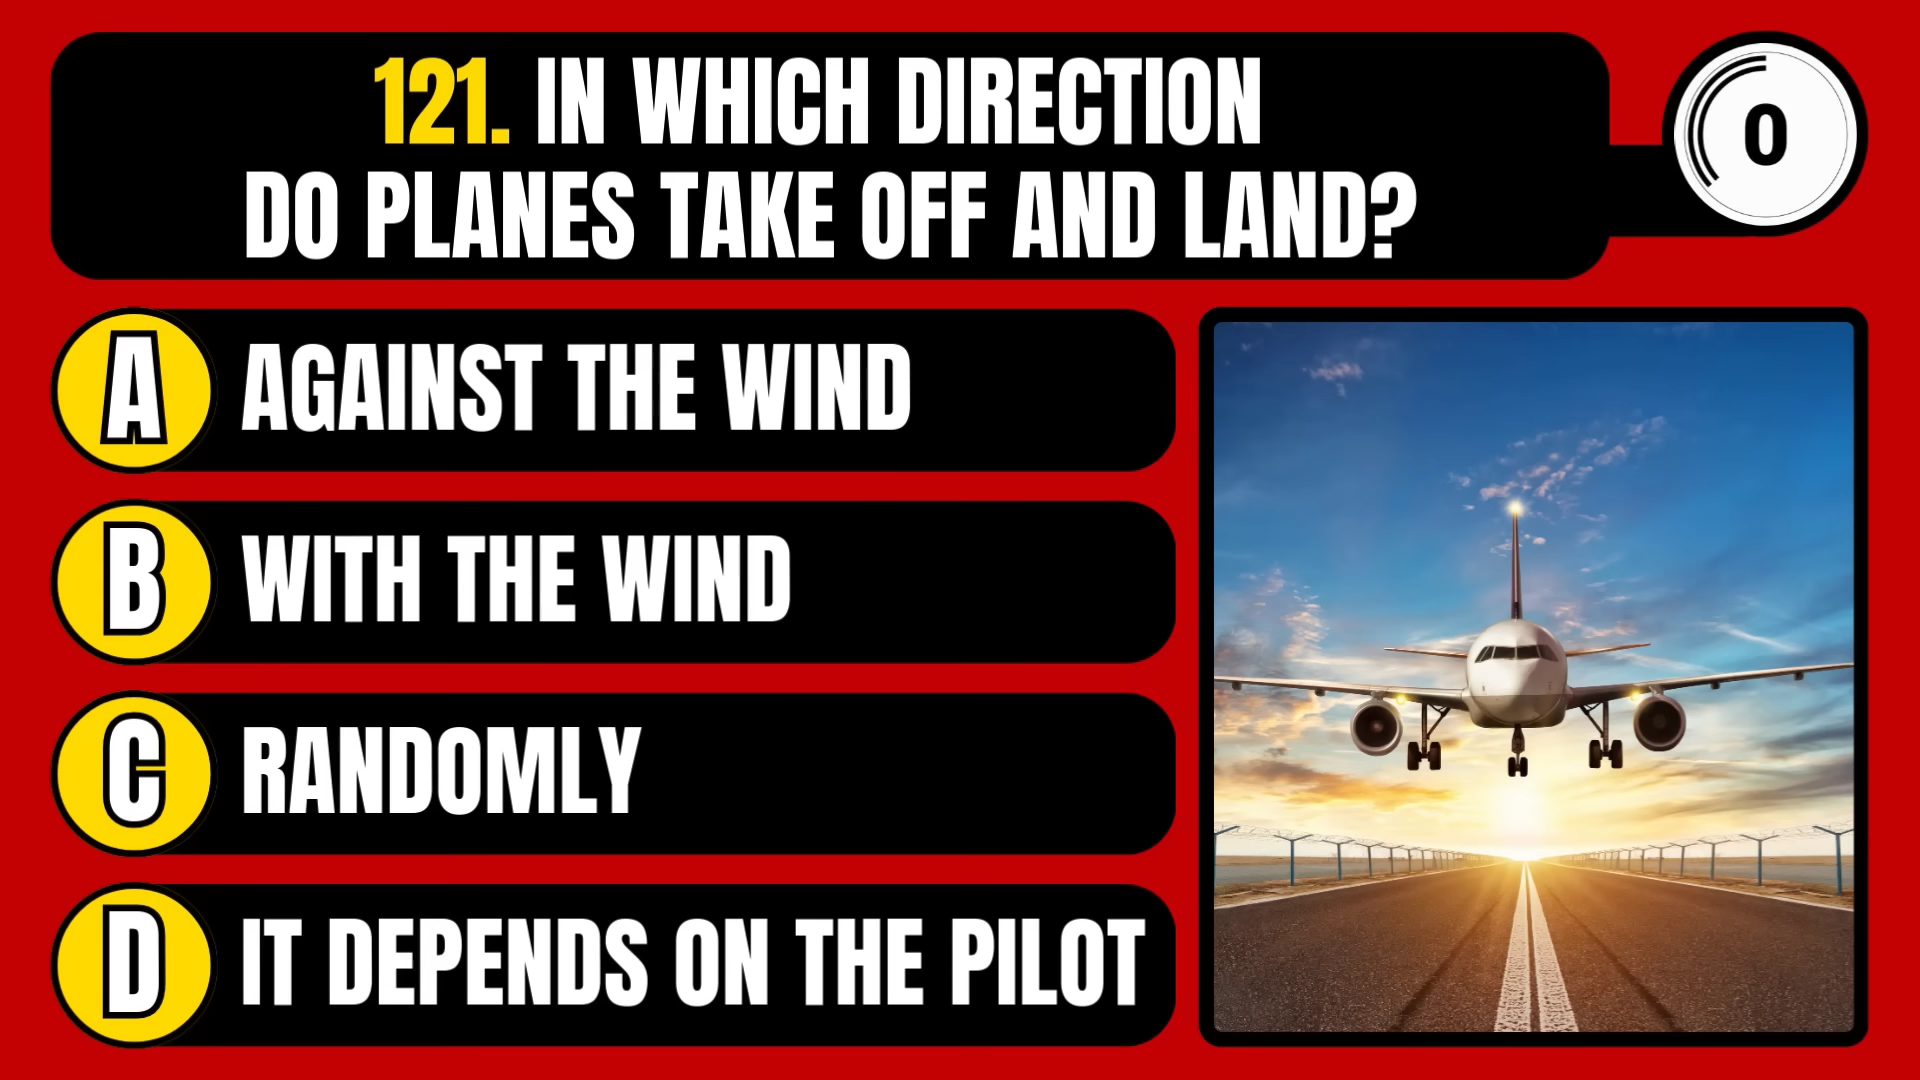 121. IN WHICH DIRECTION
DO PLANES TAKE OFF AND LAND?
0
A AGAINST THE WIND
B WITH THE WIND
C RANDOMLY
D IT DEPENDS ON THE PILOT